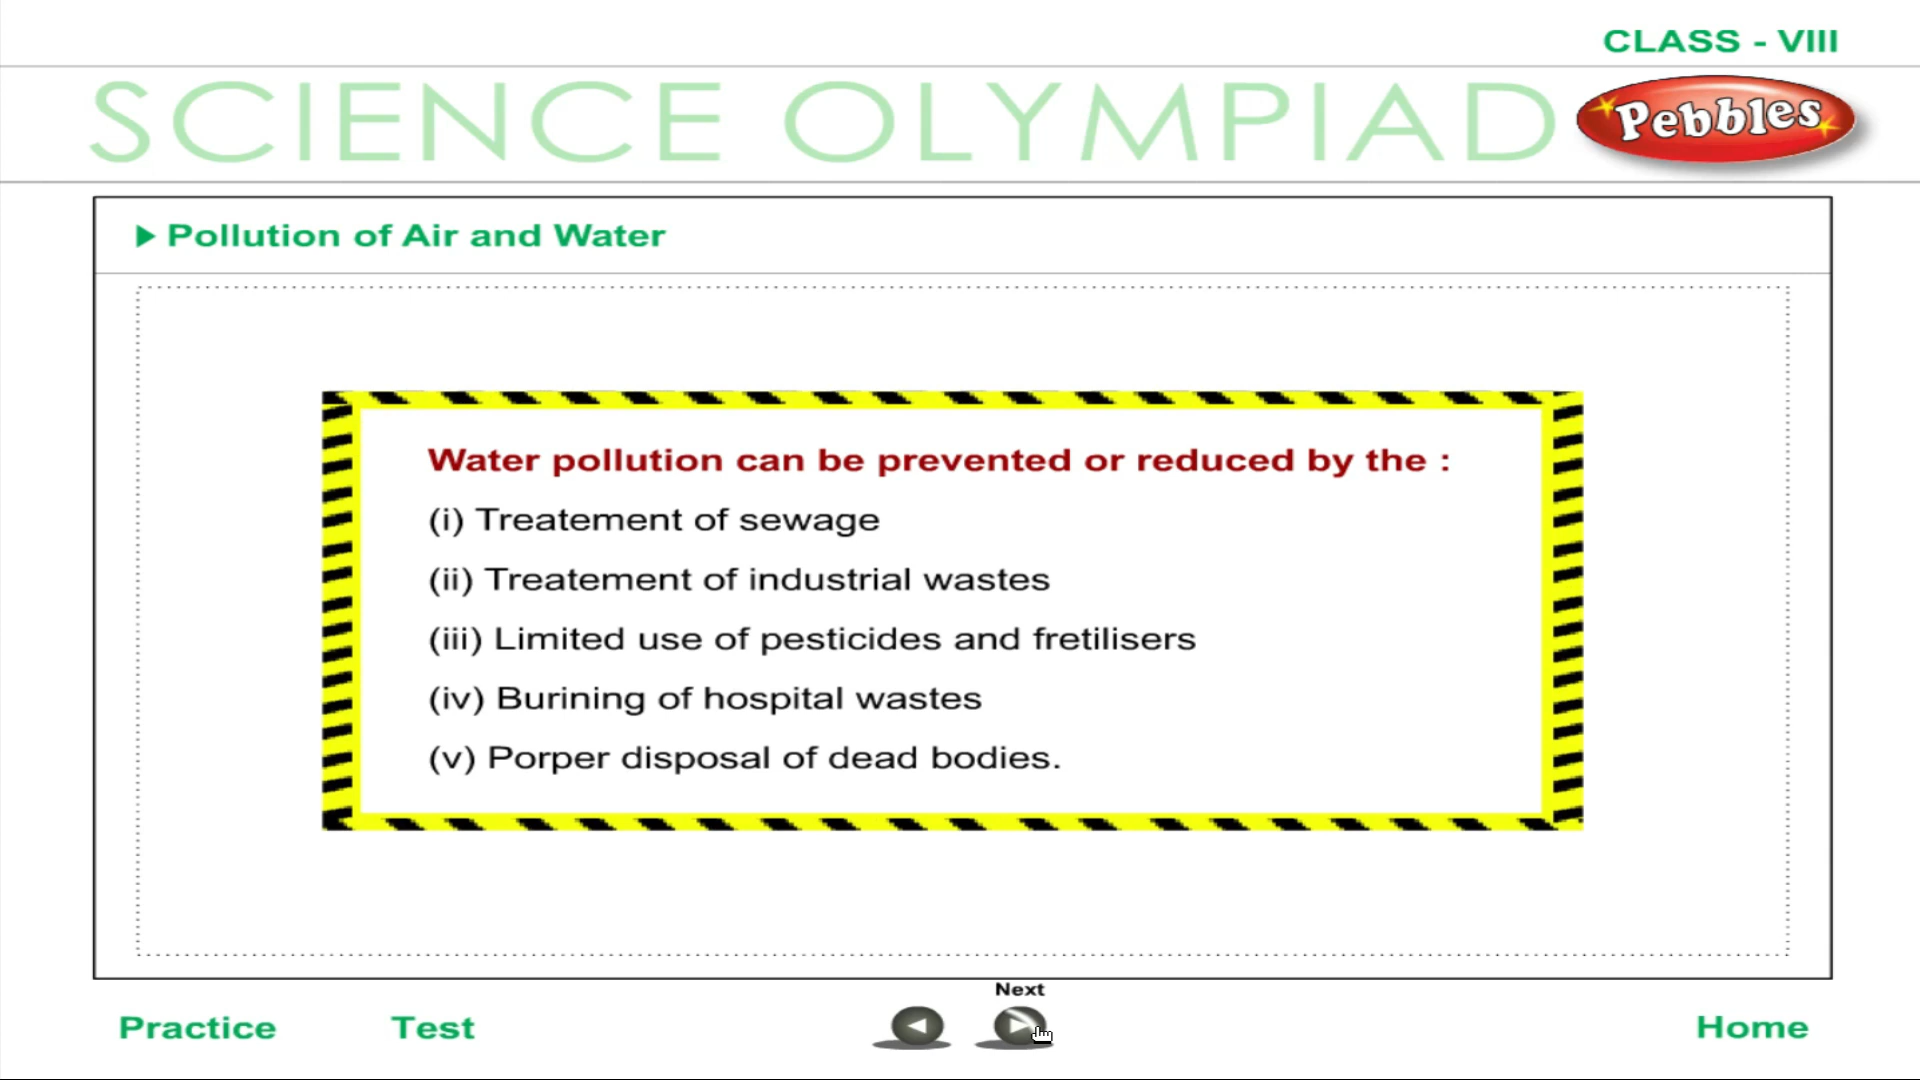 CLASS - VIII
SCIENCE OLYMPIAD
Pebbles
Pollution of Air and Water
Water pollution can be prevented or reduced by the :
(i) Treatement of sewage
(ii) Treatement of industrial wastes
(iii) Limited use of pesticides and fretilisers
(iv) Burining of hospital wastes
(v) Porper disposal of dead bodies.
Next
Practice
Test
Home